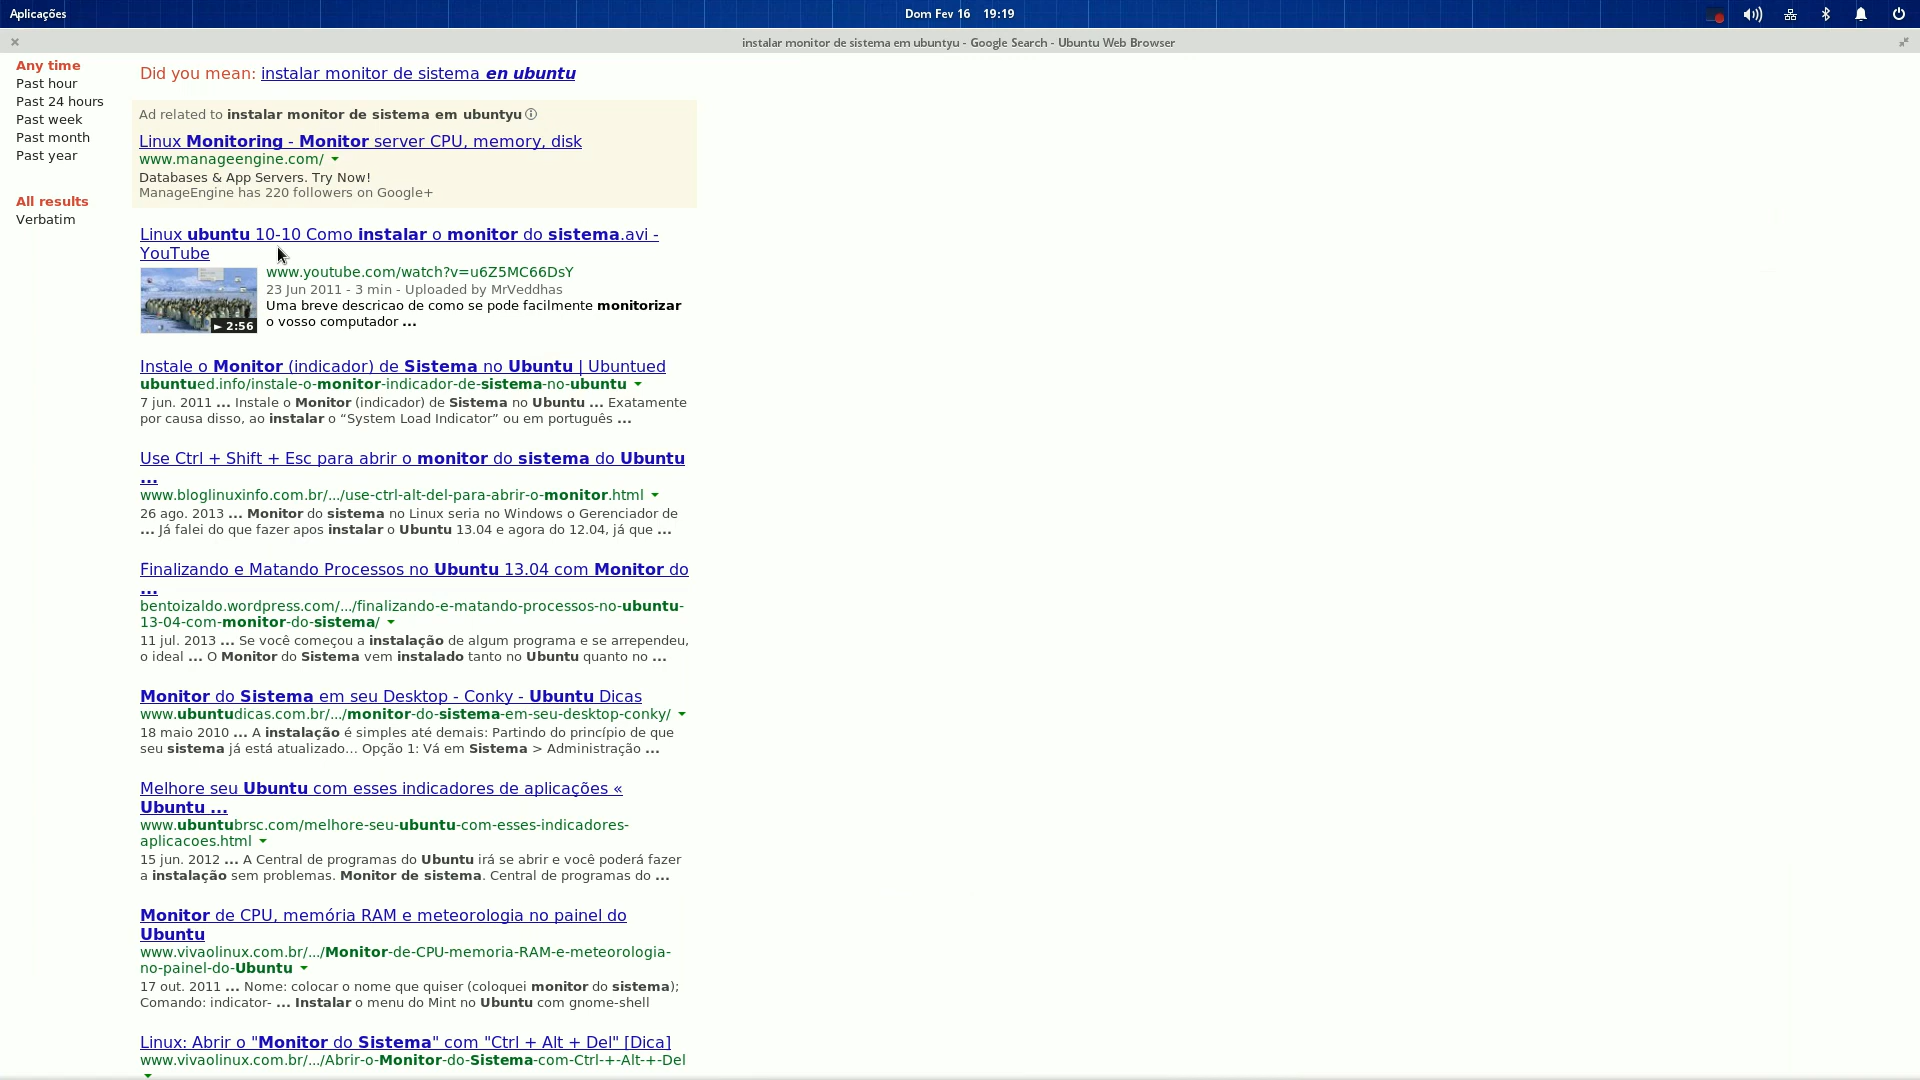 Aplicações
Dom Fev 16 19:19
instalar monitor de sistema em ubuntyu - Google Search - Ubuntu Web Browser
Any time
Past hour
Past 24 hours
Past week
Past month
Past year
All results
Verbatim
Did you mean: instalar monitor de sistema en ubuntu
Ad related to instalar monitor de sistema em ubuntyu
Linux Monitoring - Monitor server CPU, memory, disk
www.manageengine.com/
Databases & App Servers. Try Now!
ManageEngine has 220 followers on Google+
Linux ubuntu 10-10 Como instalar o monitor do sistema.avi -
YouTube
www.youtube.com/watch?v=u6Z5MC66DsY
23 Jun 2011 - 3 min - Uploaded by MrVeddhas
Uma breve descricao de como se pode facilmente monitorizar
o vosso computador ...
► 2:56
Instale o Monitor (indicador) de Sistema no Ubuntu | Ubuntued
ubuntued.info/instale-o-monitor-indicador-de-sistema-no-ubuntu
7 jun. 2011 ... Instale o Monitor (indicador) de Sistema no Ubuntu ... Exatamente
por causa disso, ao instalar o “System Load Indicator” ou em português ...
Use Ctrl + Shift + Esc para abrir o monitor do sistema do Ubuntu
...
www.bloglinuxinfo.com.br/.../use-ctrl-alt-del-para-abrir-o-monitor.html
26 ago. 2013 ... Monitor do sistema no Linux seria no Windows o Gerenciador de
... Já falei do que fazer apos instalar o Ubuntu 13.04 e agora do 12.04, já que ...
Finalizando e Matando Processos no Ubuntu 13.04 com Monitor do
...
bentoizaldo.wordpress.com/.../finalizando-e-matando-processos-no-ubuntu-
13-04-com-monitor-do-sistema/
11 jul. 2013 ... Se você começou a instalação de algum programa e se arrependeu,
o ideal ... O Monitor do Sistema vem instalado tanto no Ubuntu quanto no ...
Monitor do Sistema em seu Desktop - Conky - Ubuntu Dicas
www.ubuntudicas.com.br/.../monitor-do-sistema-em-seu-desktop-conky/
18 maio 2010 ... A instalação é simples até demais: Partindo do princípio de que
seu sistema já está atualizado... Opção 1: Vá em Sistema > Administração ...
Melhore seu Ubuntu com esses indicadores de aplicações «
Ubuntu ...
www.ubuntubrsc.com/melhore-seu-ubuntu-com-esses-indicadores-
aplicacoes.html
15 jun. 2012 ... A Central de programas do Ubuntu irá se abrir e você poderá fazer
a instalação sem problemas. Monitor de sistema. Central de programas do ...
Monitor de CPU, memória RAM e meteorologia no painel do
Ubuntu
www.vivaolinux.com.br/.../Monitor-de-CPU-memoria-RAM-e-meteorologia-
no-painel-do-Ubuntu
17 out. 2011 ... Nome: colocar o nome que quiser (coloquei monitor do sistema);
Comando: indicator- ... Instalar o menu do Mint no Ubuntu com gnome-shell
Linux: Abrir o "Monitor do Sistema" com "Ctrl + Alt + Del" [Dica]
www.vivaolinux.com.br/.../Abrir-o-Monitor-do-Sistema-com-Ctrl-+-Alt-+-Del